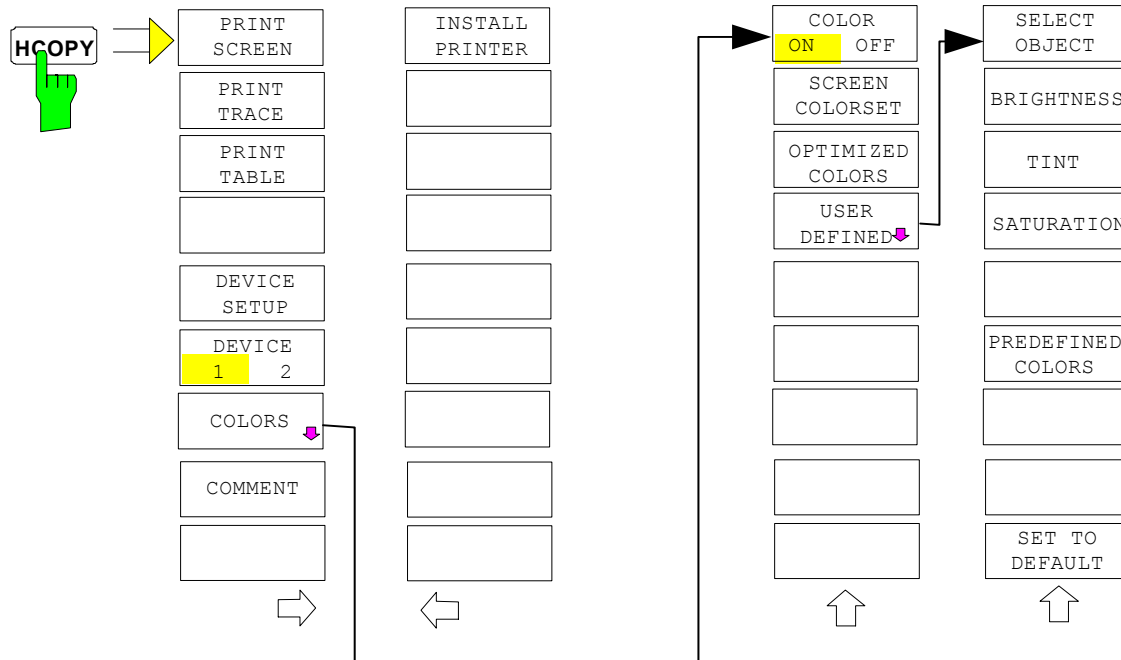 HCOPY
PRINT
SCREEN
PRINT
TRACE
PRINT
TABLE
DEVICE
SETUP
DEVICE
1 2
COLORS
COMMENT
INSTALL
PRINTER
COLOR
ON OFF
SCREEN
COLORSET
OPTIMIZED
COLORS
USER
DEFINED
SELECT
OBJECT
BRIGHTNESS
TINT
SATURATION
PREDEFINED
COLORS
SET TO
DEFAULT